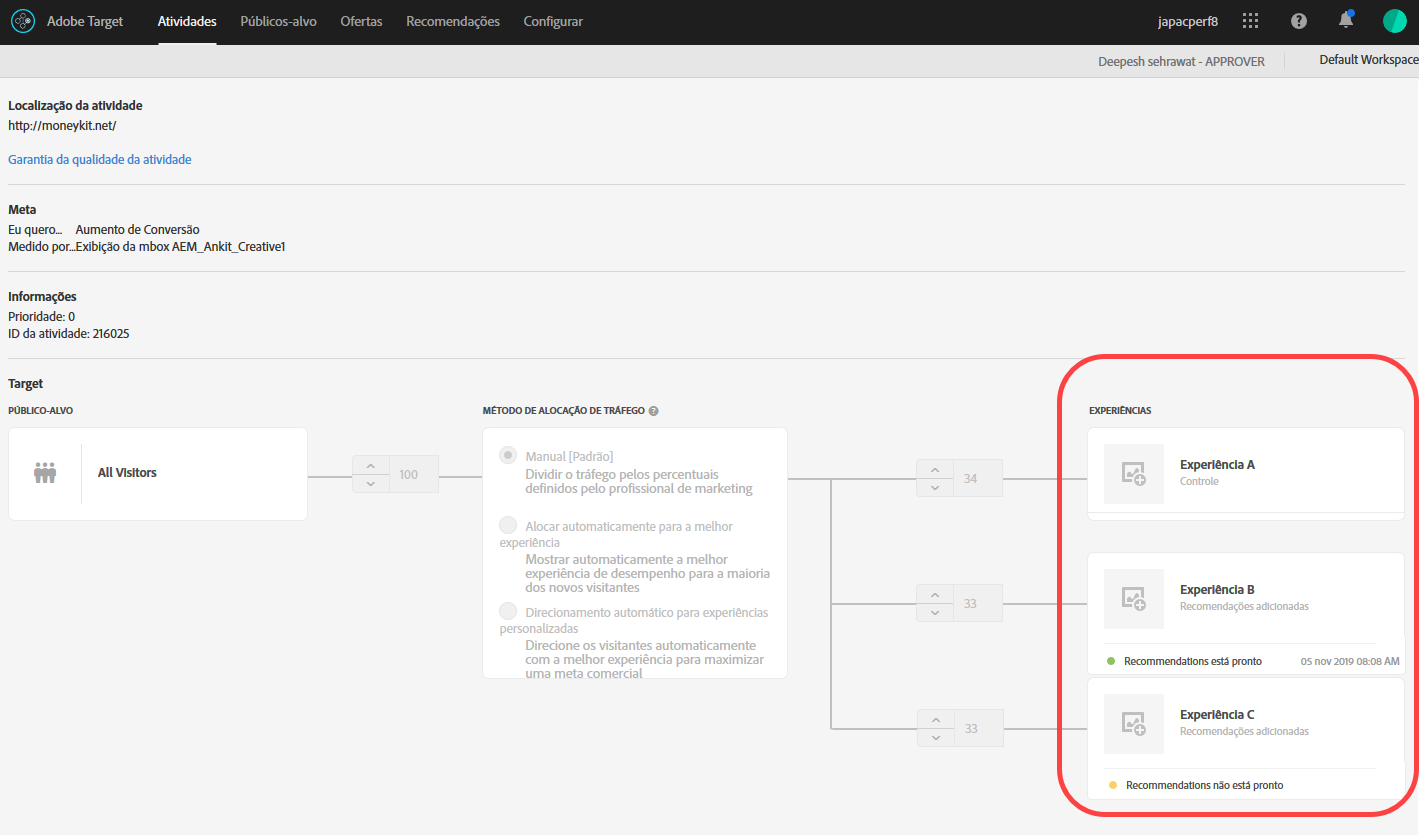 Adobe Target Atividades Públicos-alvo Ofertas Recomendações Configurar japacperf8
Deepesh sehrawat - APPROVER Default Workspace
Localização da atividade
http://moneykit.net/
Garantia da qualidade da atividade
Meta
Eu quero... Aumento de Conversão
Medido por...Exibição da mbox AEM_Ankit_Creative1
Informações
Prioridade: 0
ID da atividade: 216025
Target
PÚBLICO-ALVO
All Visitors
100
MÉTODO DE ALOCAÇÃO DE TRÁFEGO ?
Manual [Padrão]
Dividir o tráfego pelos percentuais
definidos pelo profissional de marketing
Alocar automaticamente para a melhor
experiência
Mostrar automaticamente a melhor
experiência de desempenho para a maioria
dos novos visitantes
Direcionamento automático para experiências
personalizadas
Direcione os visitantes automaticamente
com a melhor experiência para maximizar
uma meta comercial
34
33
33
EXPERIÊNCIAS
Experiência A
Controle
Experiência B
Recomendações adicionadas
Recommendations está pronto 05 nov 2019 08:08 AM
Experiência C
Recomendações adicionadas
Recommendations não está pronto